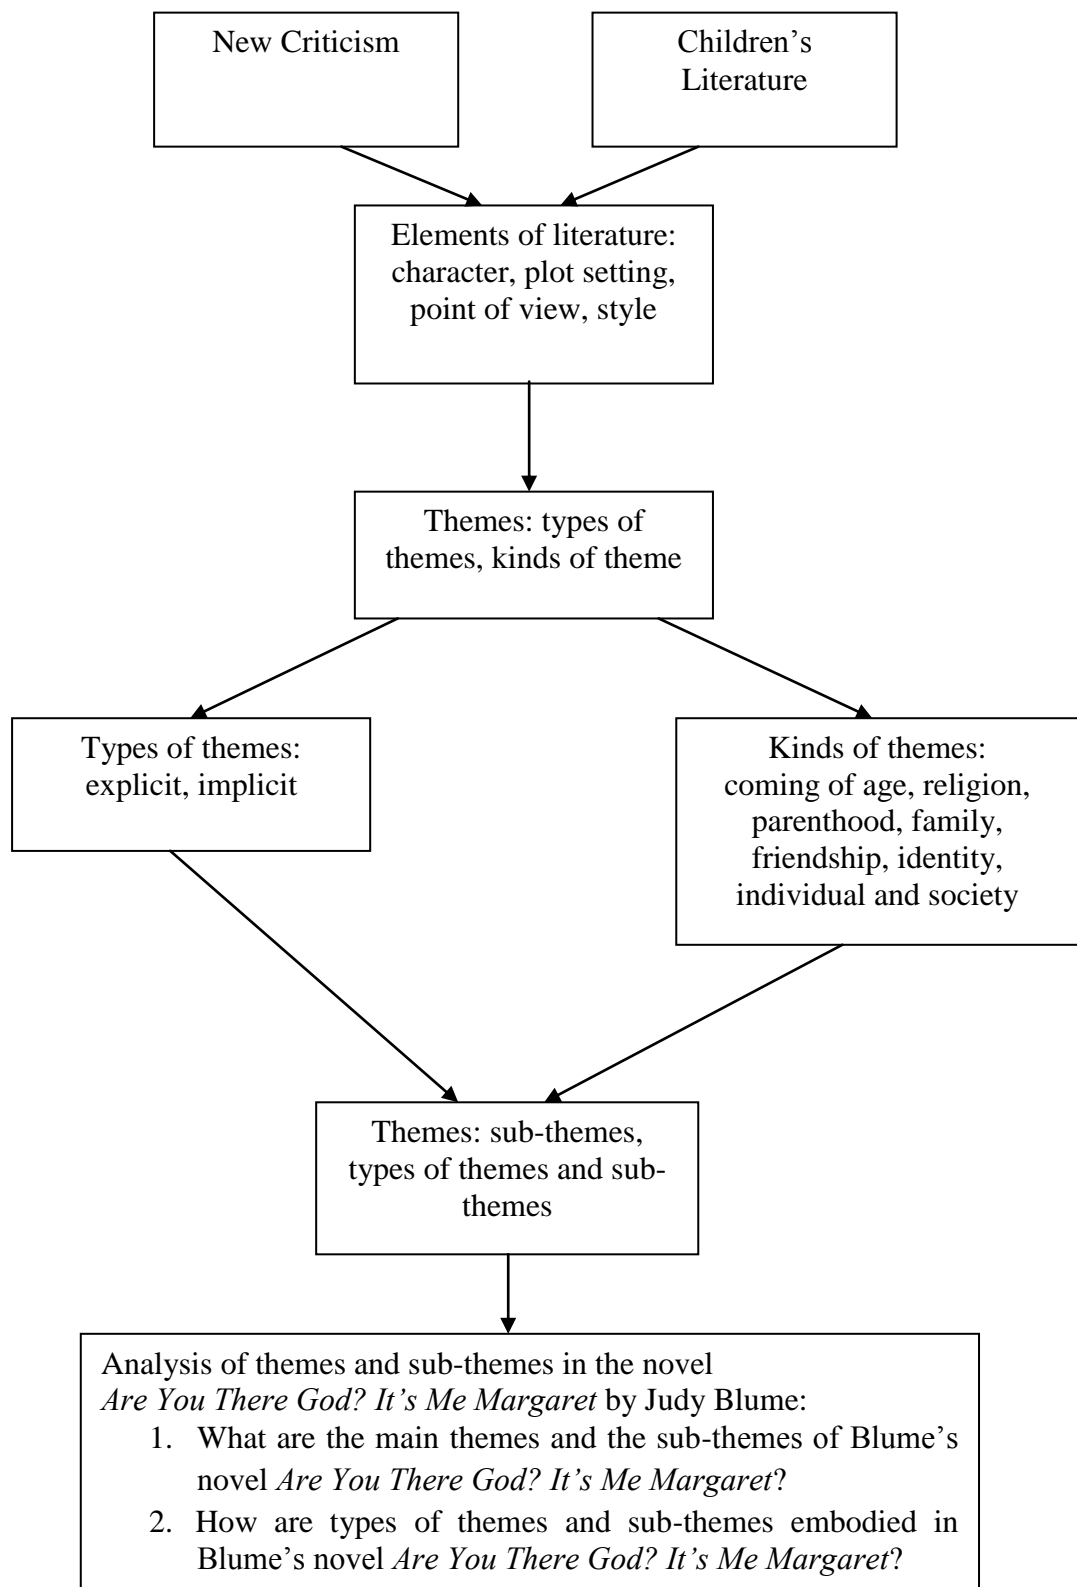 New Criticism
Children’s
Literature
Elements of literature:
character, plot setting,
point of view, style
Themes: types of
themes, kinds of theme
Types of themes:
explicit, implicit
Kinds of themes:
coming of age, religion,
parenthood, family,
friendship, identity,
individual and society
Themes: sub-themes,
types of themes and sub-
themes
Analysis of themes and sub-themes in the novel
Are You There God? It’s Me Margaret by Judy Blume:
1. What are the main themes and the sub-themes of Blume’s
novel Are You There God? It’s Me Margaret?
2. How are types of themes and sub-themes embodied in
Blume’s novel Are You There God? It’s Me Margaret?